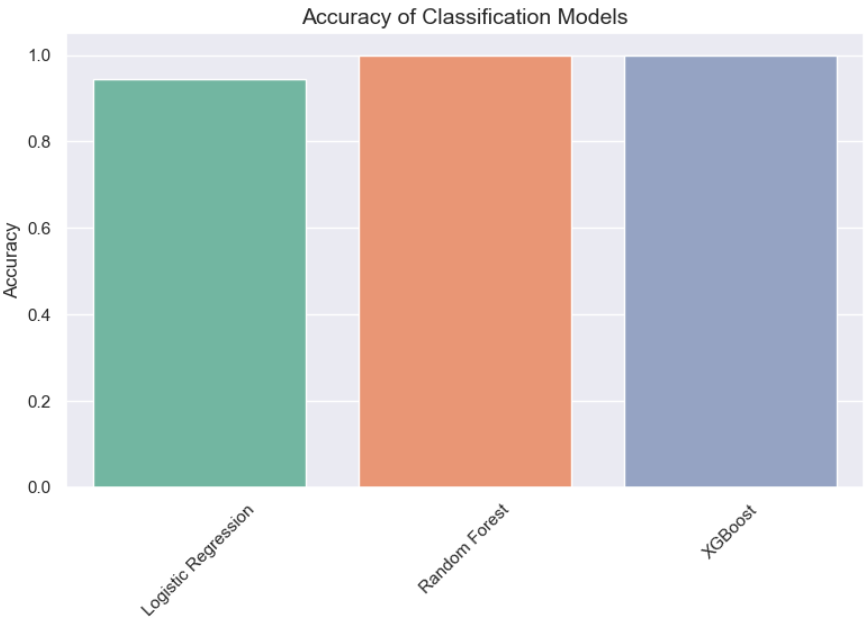 Accuracy of Classification Models
Accuracy
1.0
0.8
0.6
0.4
0.2
0.0
Logistic Regression
Random Forest
XGBoost